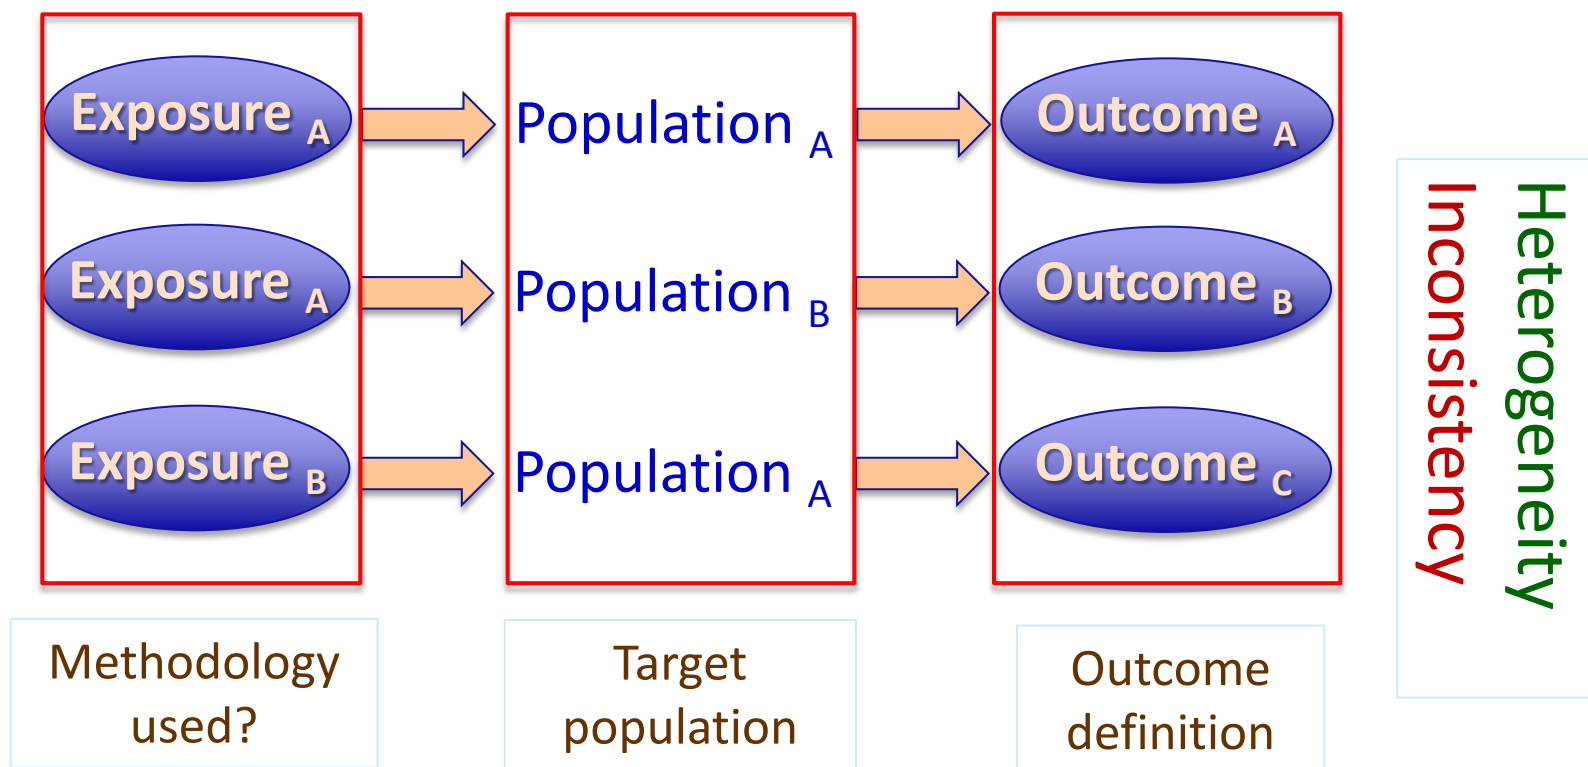 Exposure A
Population A
Outcome A
Exposure A
Population B
Outcome B
Exposure B
Population A
Outcome C
Heterogeneity
Inconsistency
Methodology
used?
Target
population
Outcome
definition